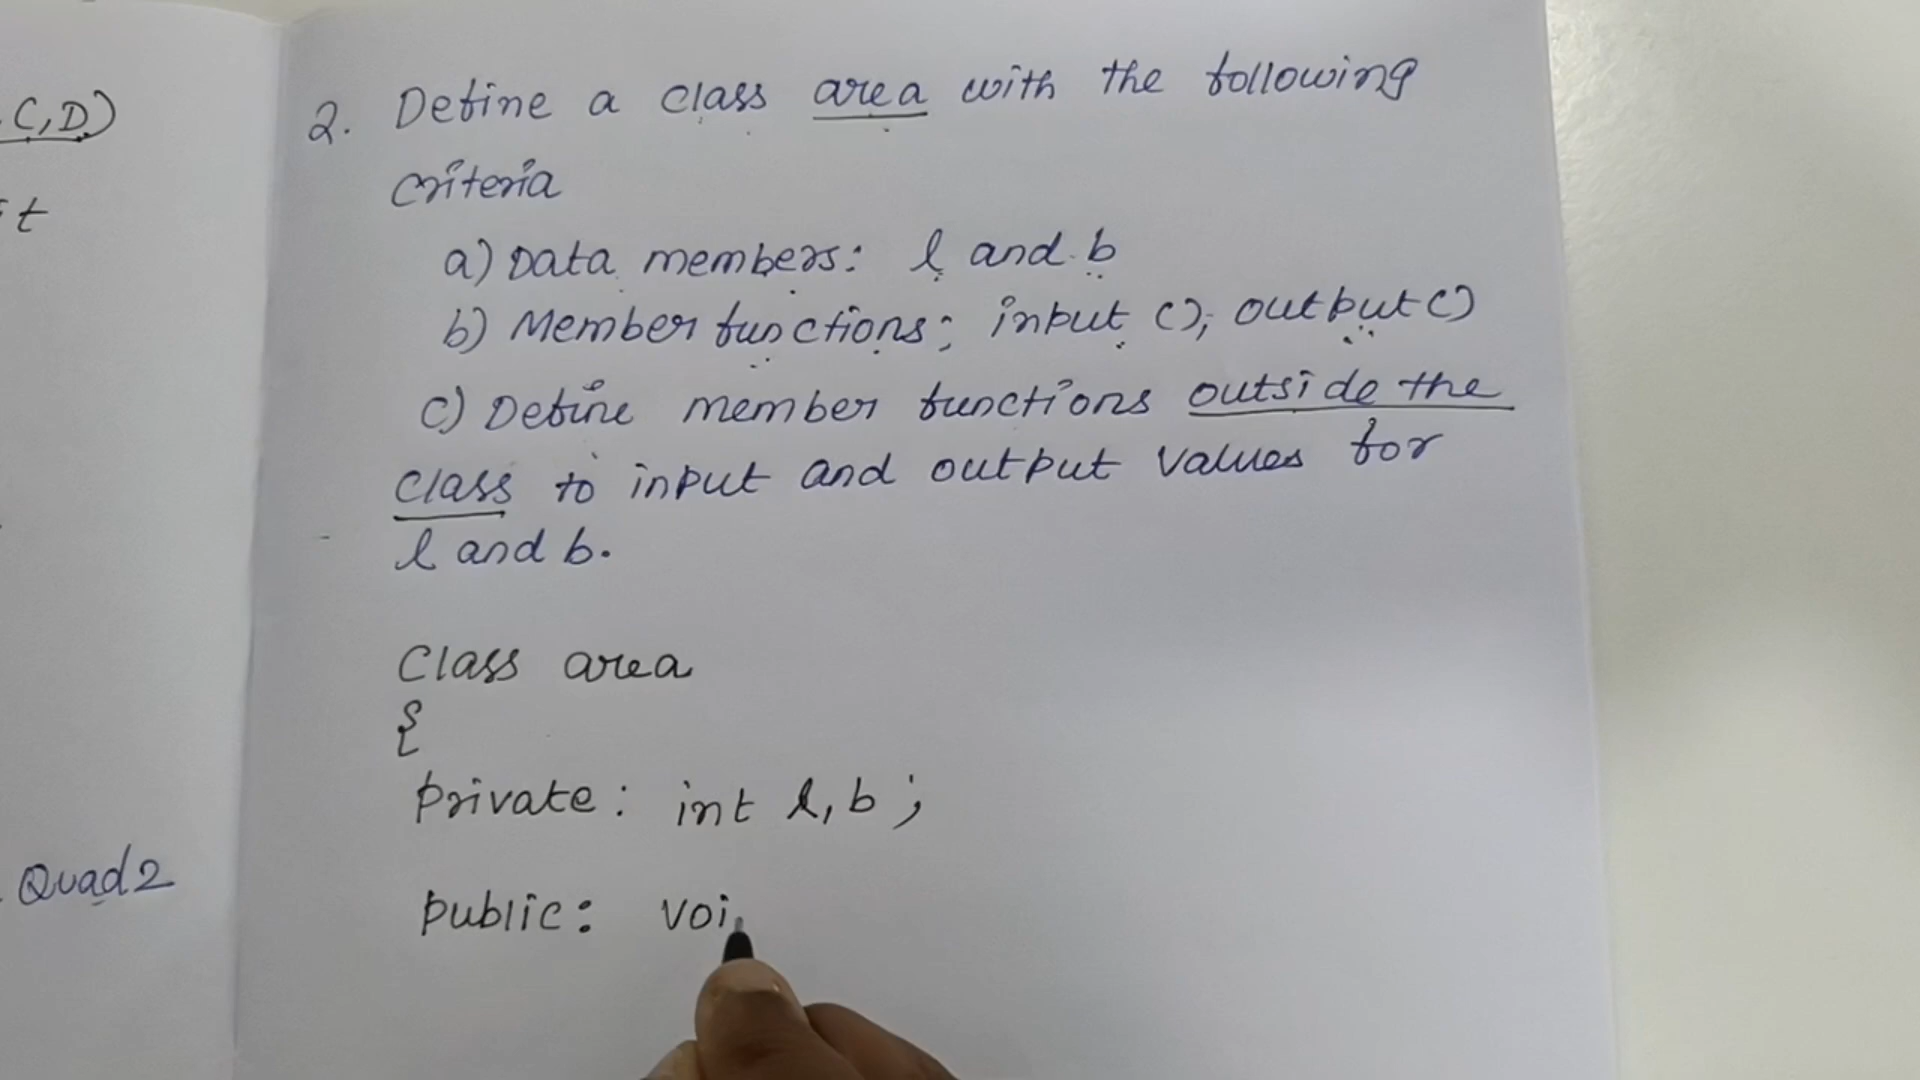 C,D)
t
Quad2
2. Define a class area with the following
criteria
a) Data members: l and b
b) Member functions: input (), output ()
c) Define member functions outside the
class to input and output values for
l and b.
Class area
{
private: int l, b ;
public: voi